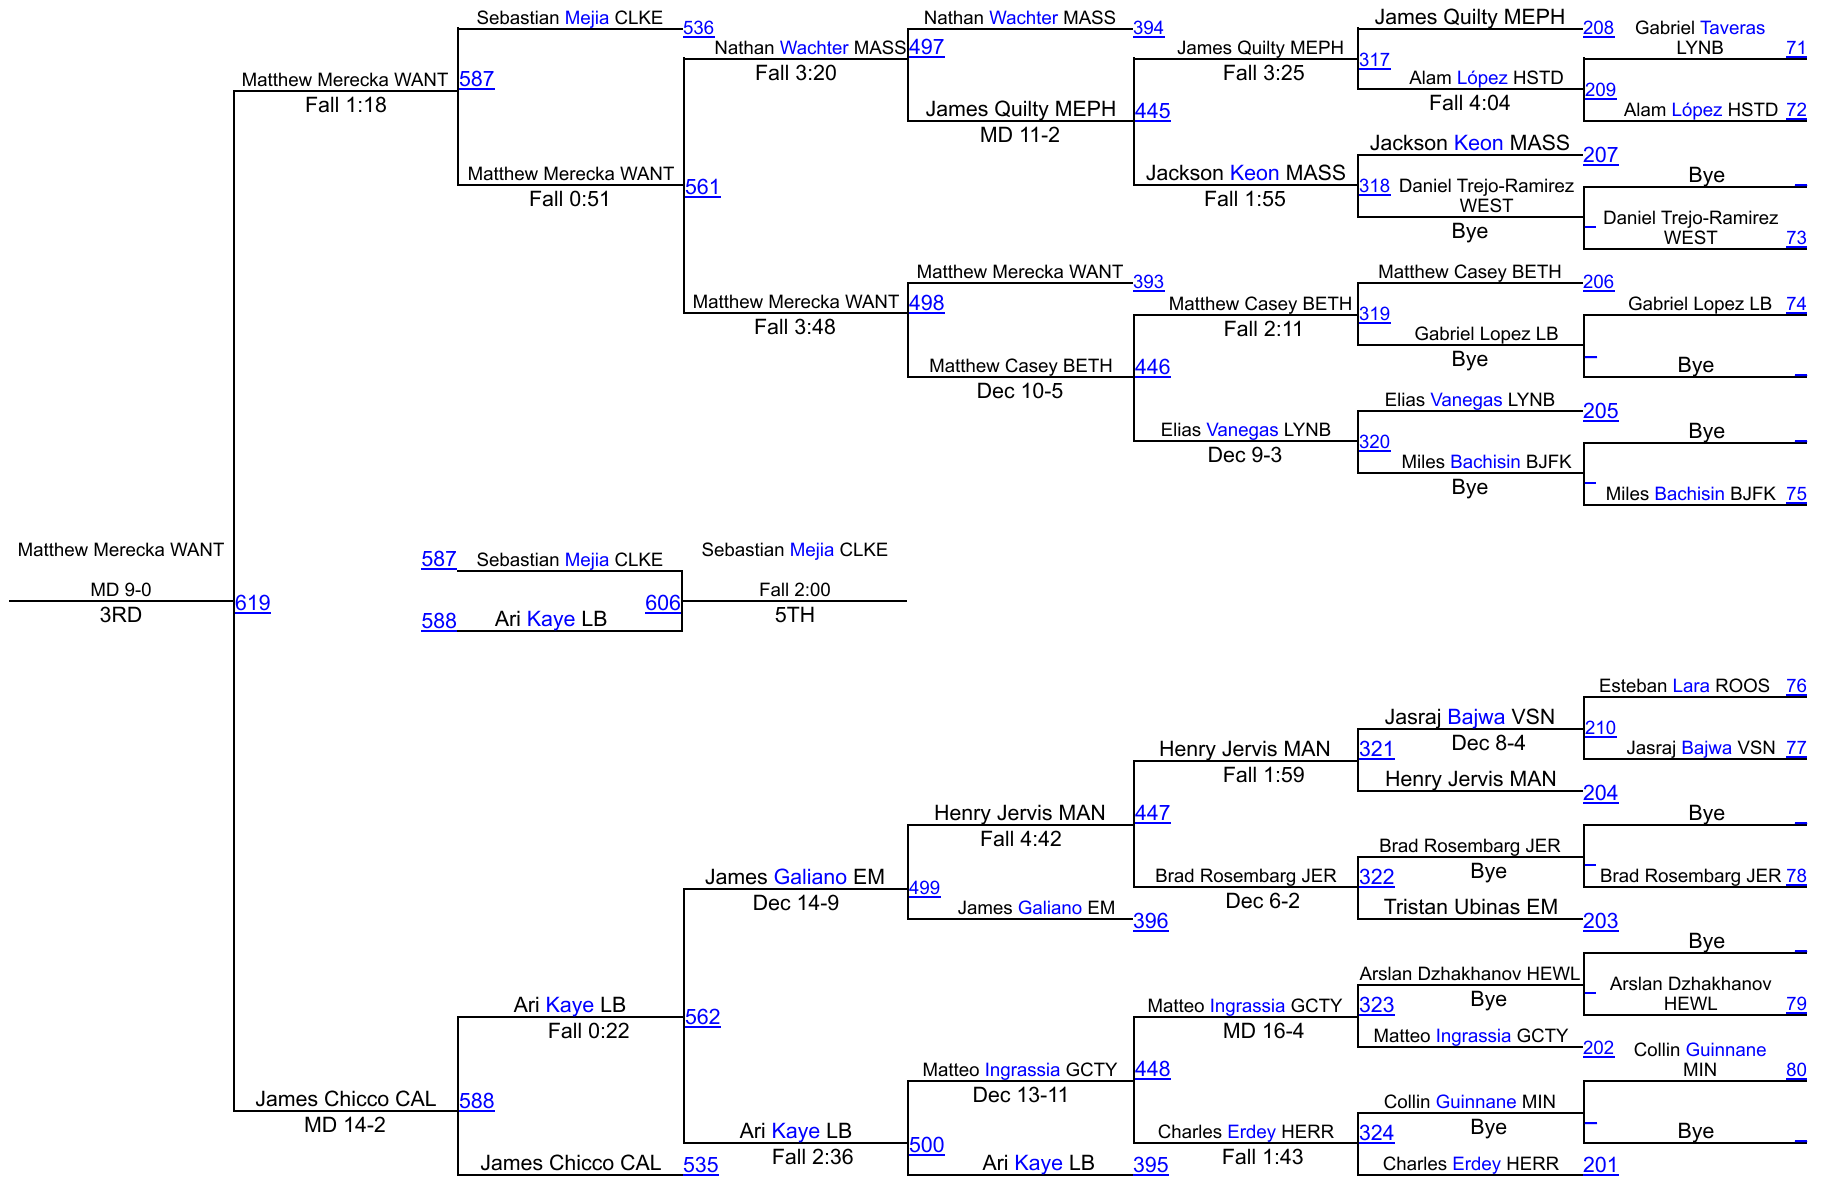 Sebastian Mejia CLKE
536
Nathan Wachter MASS
394
James Quilty MEPH
208
Gabriel Taveras
LYNB
71
Nathan Wachter MASS
497
Fall 3:20
James Quilty MEPH
Fall 3:25
317
Alam López HSTD
Fall 4:04
209
Matthew Merecka WANT
587
Fall 1:18
James Quilty MEPH
445
MD 11-2
Alam López HSTD
72
Jackson Keon MASS
207
Matthew Merecka WANT
Fall 0:51
561
Jackson Keon MASS
Fall 1:55
318
Daniel Trejo-Ramirez
WEST
Bye
Bye
Daniel Trejo-Ramirez
WEST
73
Matthew Merecka WANT
393
Matthew Casey BETH
206
Matthew Merecka WANT
498
Fall 3:48
Matthew Casey BETH
Fall 2:11
319
Gabriel Lopez LB
74
Gabriel Lopez LB
Bye
Matthew Casey BETH
446
Dec 10-5
Bye
Elias Vanegas LYNB
205
Elias Vanegas LYNB
Dec 9-3
320
Bye
Miles Bachisin BJFK
Bye
Miles Bachisin BJFK
75
Matthew Merecka WANT
MD 9-0
3RD
619
587
Sebastian Mejia CLKE
588
Ari Kaye LB
606
Sebastian Mejia CLKE
Fall 2:00
5TH
Esteban Lara ROOS
76
Jasraj Bajwa VSN
Dec 8-4
210
Jasraj Bajwa VSN
77
Henry Jervis MAN
Fall 1:59
321
Henry Jervis MAN
204
Henry Jervis MAN
Fall 4:42
447
Bye
Brad Rosembarg JER
Bye
Brad Rosembarg JER
78
James Galiano EM
Dec 14-9
499
James Galiano EM
396
Brad Rosembarg JER
Dec 6-2
322
Tristan Ubinas EM
203
Bye
Arslan Dzhakhanov HEWL
Bye
Arslan Dzhakhanov
HEWL
79
Ari Kaye LB
Fall 0:22
562
Matteo Ingrassia GCTY
MD 16-4
323
Matteo Ingrassia GCTY
202
Collin Guinnane
MIN
80
Matteo Ingrassia GCTY
Dec 13-11
448
James Chicco CAL
MD 14-2
588
Collin Guinnane MIN
Bye
Bye
Ari Kaye LB
Fall 2:36
500
Charles Erdey HERR
Fall 1:43
324
James Chicco CAL
535
Ari Kaye LB
395
Charles Erdey HERR
201